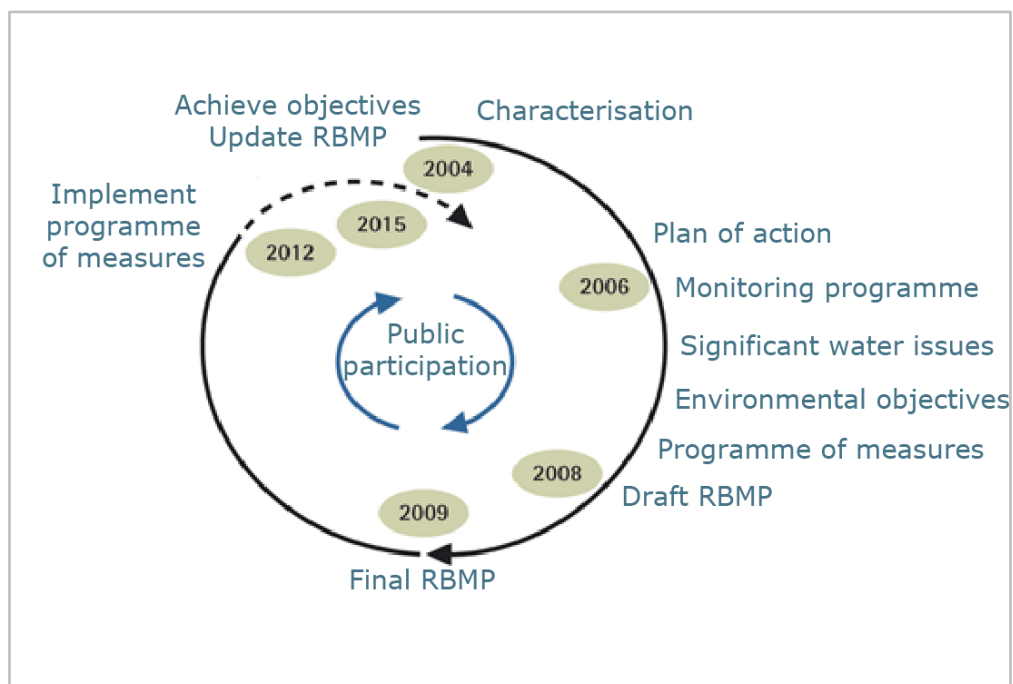 Achieve objectives
Update RBMP
Characterisation
2004
Implement
programme
of measures
2015
2012
Plan of action
2006
Monitoring programme
Public
participation
Significant water issues
Environmental objectives
Programme of measures
2008
Draft RBMP
2009
Final RBMP